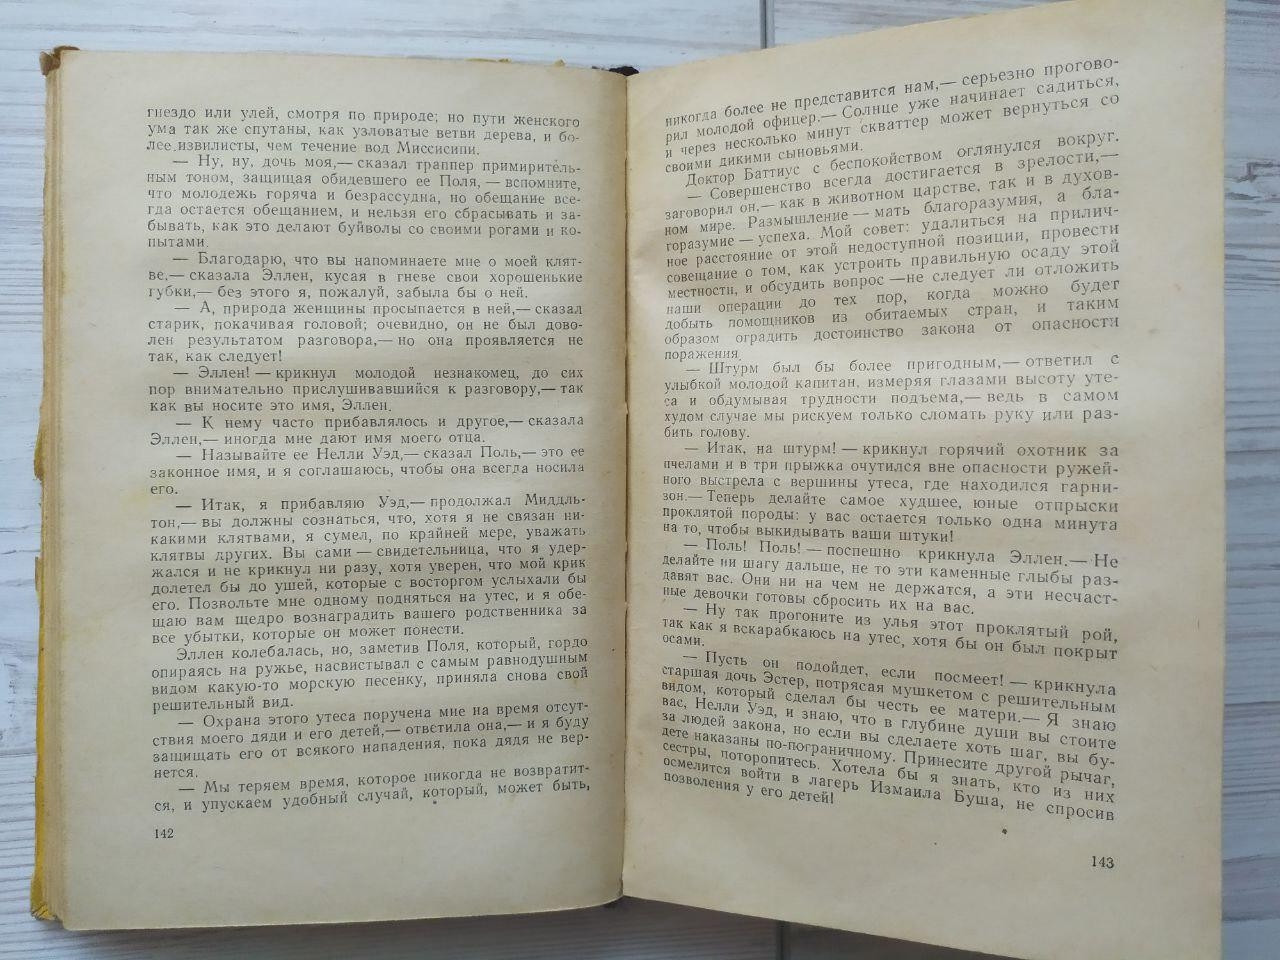 гнездо или улей, смотря по природе; но пути женского
ума так же спутаны, как узловатые ветви дерева, и бо-
лее извилисты, чем течение вод Миссисипи.
— Ну, ну, дочь моя,— сказал траппер примиритель-
ным тоном, защищая обидевшего ее Поля, — вспомните,
что молодежь горяча и безрассудна, но обещание все-
гда остается обещанием, и нельзя его сбрасывать и за-
бывать, как это делают буйволы со своими рогами и ко-
пытами.
— Благодарю, что вы напоминаете мне о моей клят-
ве,— сказала Эллен, кусая в гневе свои хорошенькие
губки,— без этого я, пожалуй, забыла бы о ней.
— А, природа женщины просыпается в ней,— сказал
старик, покачивая головой; очевидно, он не был дово-
лен результатом разговора,— но она проявляется не
так, как следует!
— Эллен! — крикнул молодой незнакомец, до сих
пор внимательно прислушивавшийся к разговору,— так
как вы носите это имя, Эллен.
— К нему часто прибавлялось и другое,— сказала
Эллен,— иногда мне дают имя моего отца.
— Называйте ее Нелли Уэд,— сказал Поль,— это ее
законное имя, и я соглашаюсь, чтобы она всегда носила
его.
— Итак, я прибавляю Уэд,— продолжал Миддль-
тон,— вы должны сознаться, что, хотя я не связан ни-
какими клятвами, я сумел, по крайней мере, уважать
клятвы других. Вы сами — свидетельница, что я удер-
жался и не крикнул ни разу, хотя уверен, что мой крик
долетел бы до ушей, которые с восторгом услыхали бы
его. Позвольте мне одному подняться на утес, и я обе-
щаю вам щедро вознаградить вашего родственника за
все убытки, которые он может понести.
Эллен колебалась, но, заметив Поля, который, гордо
опираясь на ружье, насвистывал с самым равнодушным
видом какую-то морскую песенку, приняла снова свой
решительный вид.
— Охрана этого утеса поручена мне на время отсут-
ствия моего дяди и его детей,— ответила она,— и я буду
защищать его от всякого нападения, пока дядя не вер-
нется.
— Мы теряем время, которое никогда не возвратит-
ся, и упускаем удобный случай, который, может быть,
142
никогда более не представится нам,— серьезно прогово-
рил молодой офицер.— Солнце уже начинает садиться,
и через несколько минут скваттер может вернуться со
своими дикими сыновьями.
Доктор Баттиус с беспокойством оглянулся вокруг.
— Совершенство всегда достигается в зрелости,—
заговорил он,— как в животном царстве, так и в духов-
ном мире. Размышление — мать благоразумия, а бла-
горазумие — успеха. Мой совет: удалиться на прилич-
ное расстояние от этой недоступной позиции, провести
совещание о том, как устроить правильную осаду этой
местности, и обсудить вопрос —не следует ли отложить
наши операции до тех пор, когда можно будет
добыть помощников из обитаемых стран, и таким
образом оградить достоинство закона от опасности
поражения.
— Штурм был бы более пригодным,— ответил с
улыбкой молодой капитан, измеряя глазами высоту уте-
са и обдумывая трудности подъема,— ведь в самом
худом случае мы рискуем только сломать руку или раз-
бить голову.
— Итак, на штурм! — крикнул горячий охотник за
пчелами и в три прыжка очутился вне опасности ружей-
ного выстрела с вершины утеса, где находился гарни-
зон.— Теперь делайте самое худшее, юные отпрыски
проклятой породы: у вас остается только одна минута
на то, чтобы выкидывать ваши штуки!
— Поль! Поль! — поспешно крикнула Эллен.— Не
делайте ни шагу дальше, не то эти каменные глыбы раз-
давят вас. Они ни на чем не держатся, а эти несчаст-
ные девочки готовы сбросить их на вас.
— Ну так прогоните из улья этот проклятый рой,
так как я вскарабкаюсь на утес, хотя бы он был покрыт
осами.
— Пусть он подойдет, если посмеет! — крикнула
старшая дочь Эстер, потрясая мушкетом с решительным
видом, который сделал бы честь ее матери.— Я знаю
вас, Нелли Уэд, и знаю, что в глубине души вы стоите
за людей закона, но если вы сделаете хоть шаг, вы бу-
дете наказаны по-пограничному. Принесите другой рычаг,
сестры, поторопитесь. Хотела бы я знать, кто из них
осмелится войти в лагерь Измаила Буша, не спросив
позволения у его детей!
143